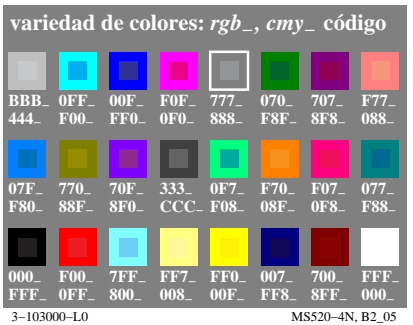 variedad de colores: rgb_, cmy_ código
BBB_ 0FF_ 00F_ F0F_ 777_ 070_ 707_ F77_
444_ F00_ FF0_ 0F0_ 888_ F8F_ 8F8_ 088_
07F_ 770_ 70F_ 333_ 0F7_ F70_ F07_ 077_
F80_ 88F_ 8F0_ CCC_ F08_ 08F_ 0F8_ F88_
000_ F00_ 7FF_ FF7_ FF0_ 007_ 700_ FFF_
FFF_ 0FF_ 800_ 008_ 00F_ FF8_ 8FF_ 000_
3-103000-L0 MS520-4N, B2_05